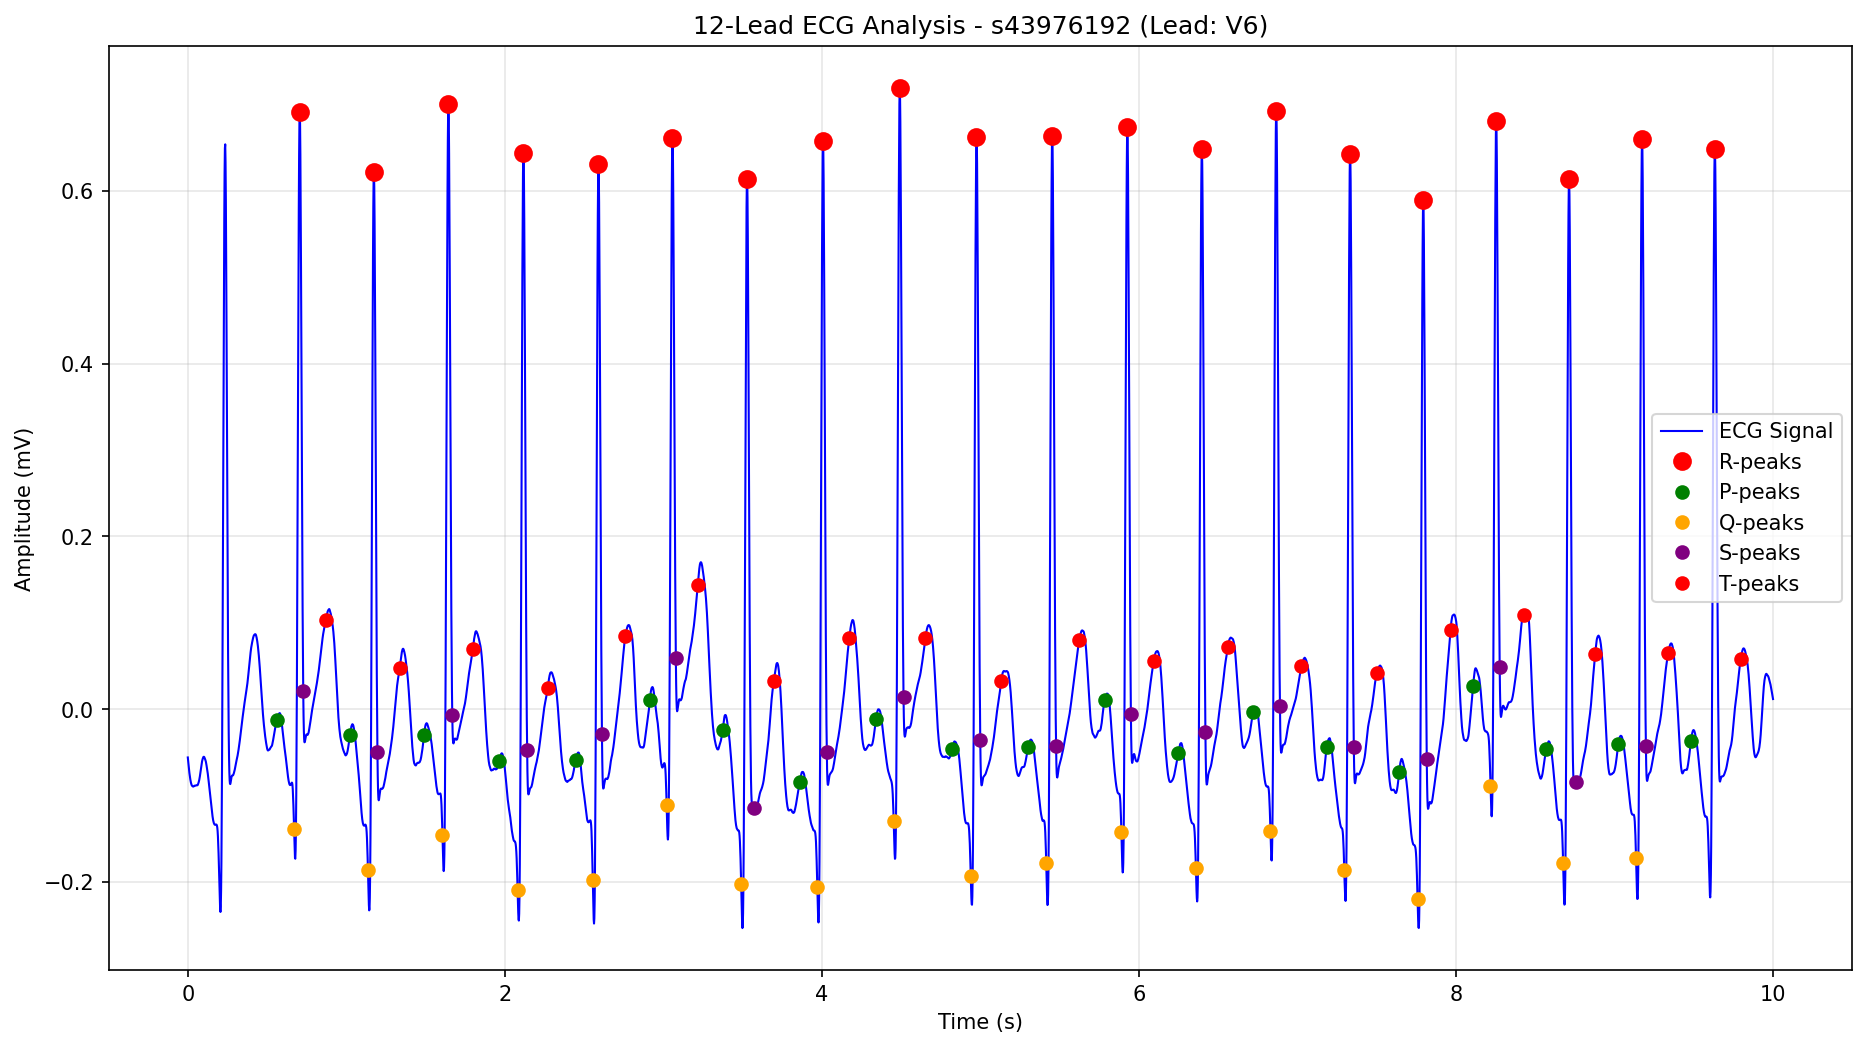 12-Lead ECG Analysis - s43976192 (Lead: V6)
Amplitude (mV)
0.6
0.4
0.2
0.0
−0.2
ECG Signal
R-peaks
P-peaks
Q-peaks
S-peaks
T-peaks
0 2 4 6 8 10
Time (s)